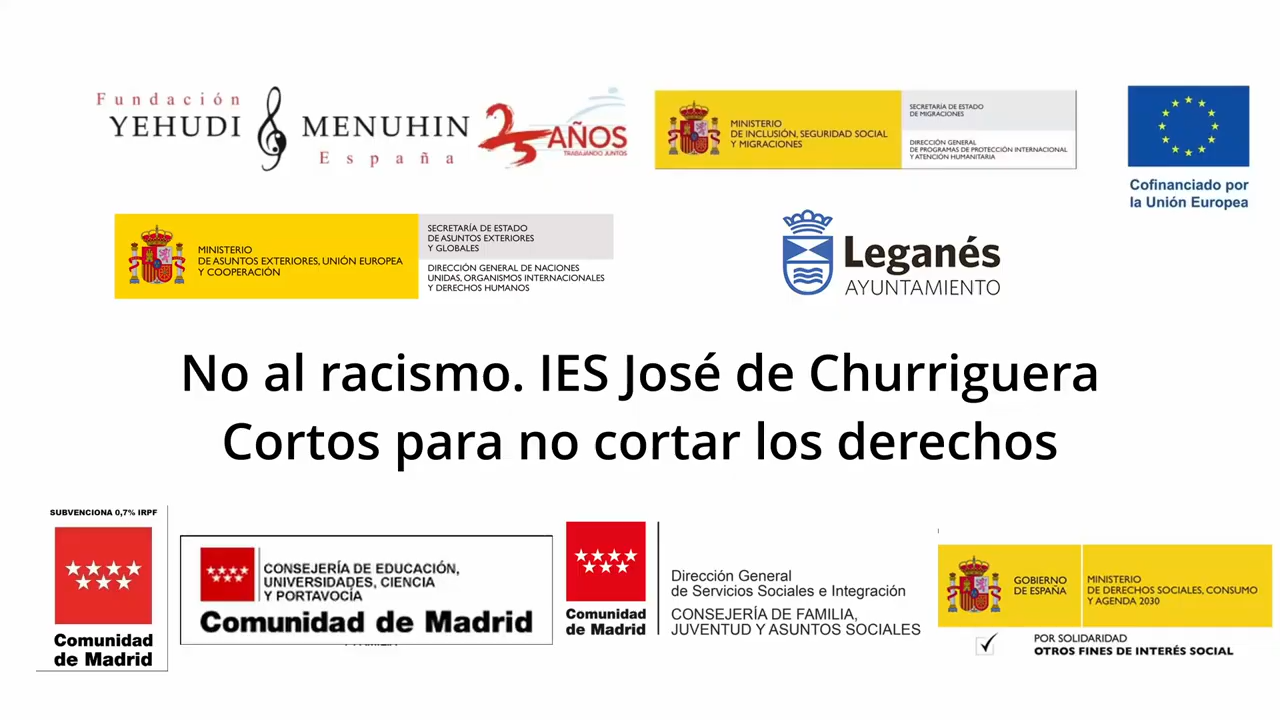 Fundación
YEHUDI MENUHIN
España
25 AÑOS
TRABAJANDO JUNTOS
MINISTERIO
DE INCLUSIÓN, SEGURIDAD SOCIAL
Y MIGRACIONES
SECRETARÍA DE ESTADO
DE MIGRACIONES
DIRECCIÓN GENERAL
DE PROGRAMAS DE PROTECCIÓN INTERNACIONAL
Y ATENCIÓN HUMANITARIA
Cofinanciado por
la Unión Europea
MINISTERIO
DE ASUNTOS EXTERIORES, UNIÓN EUROPEA
Y COOPERACIÓN
SECRETARÍA DE ESTADO
DE ASUNTOS EXTERIORES
Y GLOBALES
DIRECCIÓN GENERAL DE NACIONES
UNIDAS, ORGANISMOS INTERNACIONALES
Y DERECHOS HUMANOS
Leganés
AYUNTAMIENTO
No al racismo. IES José de Churriguera
Cortos para no cortar los derechos
SUBVENCIONA 0,7% IRPF
Comunidad
de Madrid
CONSEJERÍA DE EDUCACIÓN,
UNIVERSIDADES, CIENCIA
Y PORTAVOCÍA
Comunidad de Madrid
Comunidad
de Madrid
Dirección General
de Servicios Sociales e Integración
CONSEJERÍA DE FAMILIA,
JUVENTUD Y ASUNTOS SOCIALES
GOBIERNO
DE ESPAÑA
MINISTERIO
DE DERECHOS SOCIALES, CONSUMO
Y AGENDA 2030
POR SOLIDARIDAD
OTROS FINES DE INTERÉS SOCIAL